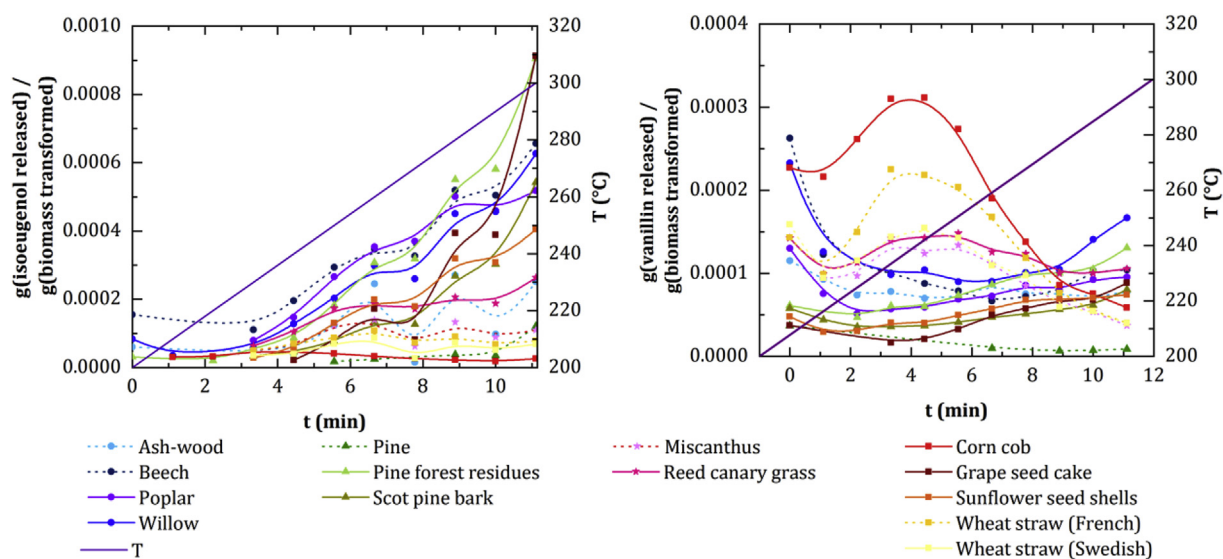 g(isoeugenol released) /
g(biomass transformed)
0.0010
0.0008
0.0006
0.0004
0.0002
0.0000
0 2 4 6 8 10
t (min)
320
300
280
260
240
220
200
T (°C)
g(vanillin released) /
g(biomass transformed)
0.0004
0.0003
0.0002
0.0001
0.0000
0 2 4 6 8 10 12
t (min)
320
300
280
260
240
220
200
T (°C)
Ash-wood
Beech
Poplar
Willow
T
Pine
Pine forest residues
Scot pine bark
Miscanthus
Reed canary grass
Corn cob
Grape seed cake
Sunflower seed shells
Wheat straw (French)
Wheat straw (Swedish)